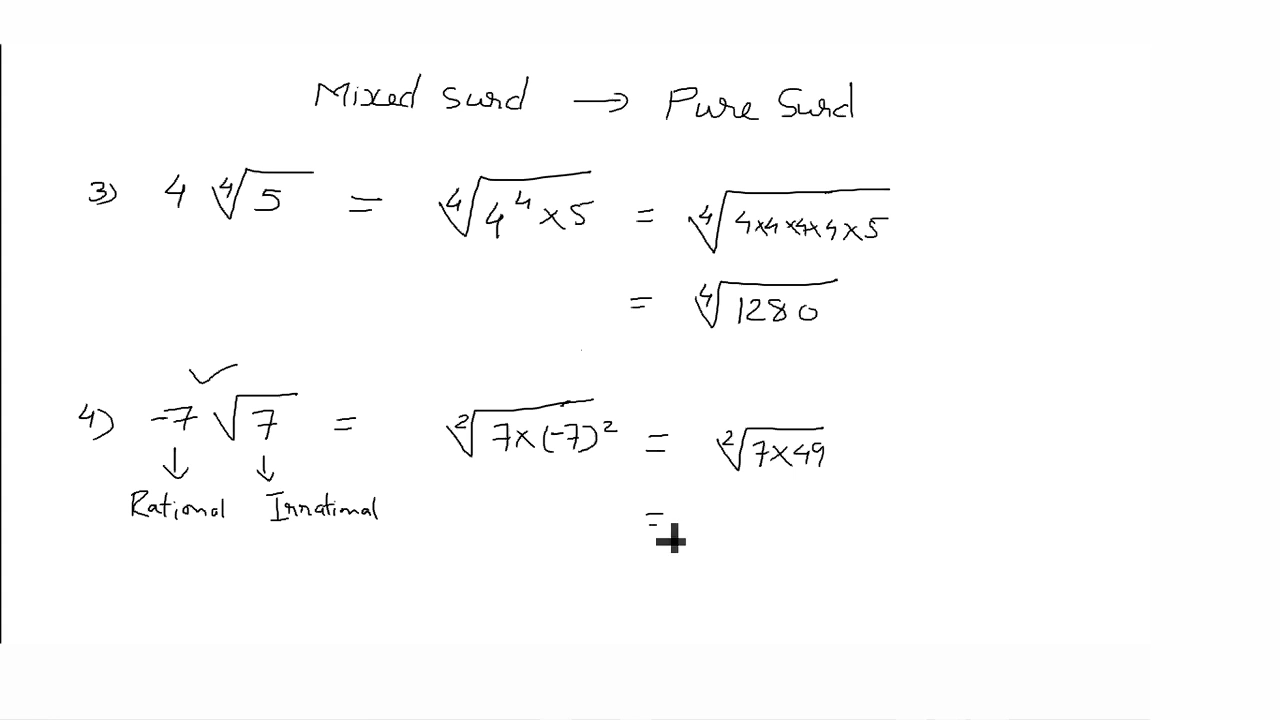 Mixed Surd → Pure Surd
3) 4 ∜5 = ∜(4⁴ × 5) = ∜(4×4×4×4×5)
= ∜1280
✓
4) -7 √7 = ²√(7×(-7)²) = ²√(7×49)
↓ ↓
Rational Irrational
=